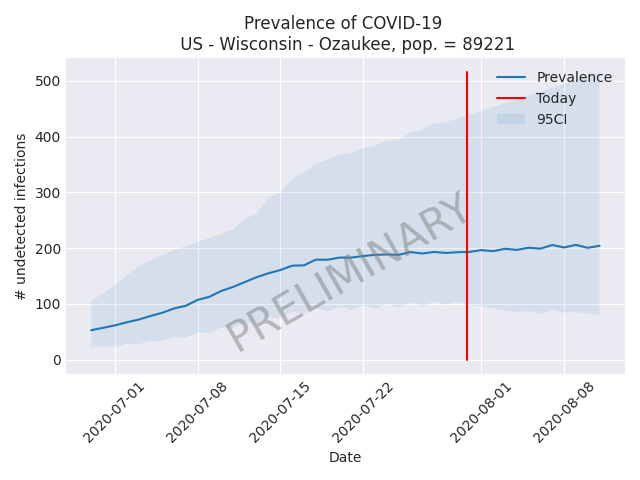 Prevalence of COVID-19
US - Wisconsin - Ozaukee, pop. = 89221
Prevalence
Today
95CI
500
400
300
200
100
0
# undetected infections
PRELIMINARY
2020-07-01
2020-07-08
2020-07-15
2020-07-22
2020-08-01
2020-08-08
Date